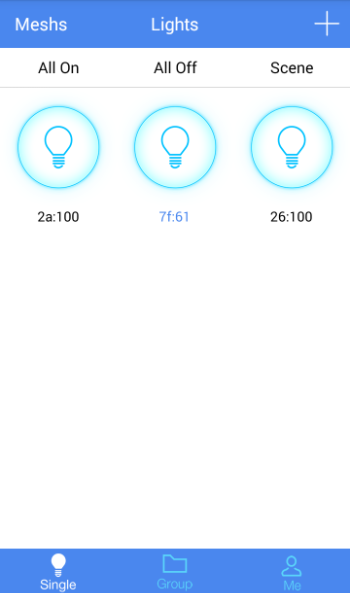 Meshs Lights
All On All Off Scene
2a:100 7f:61 26:100
Single Group Me